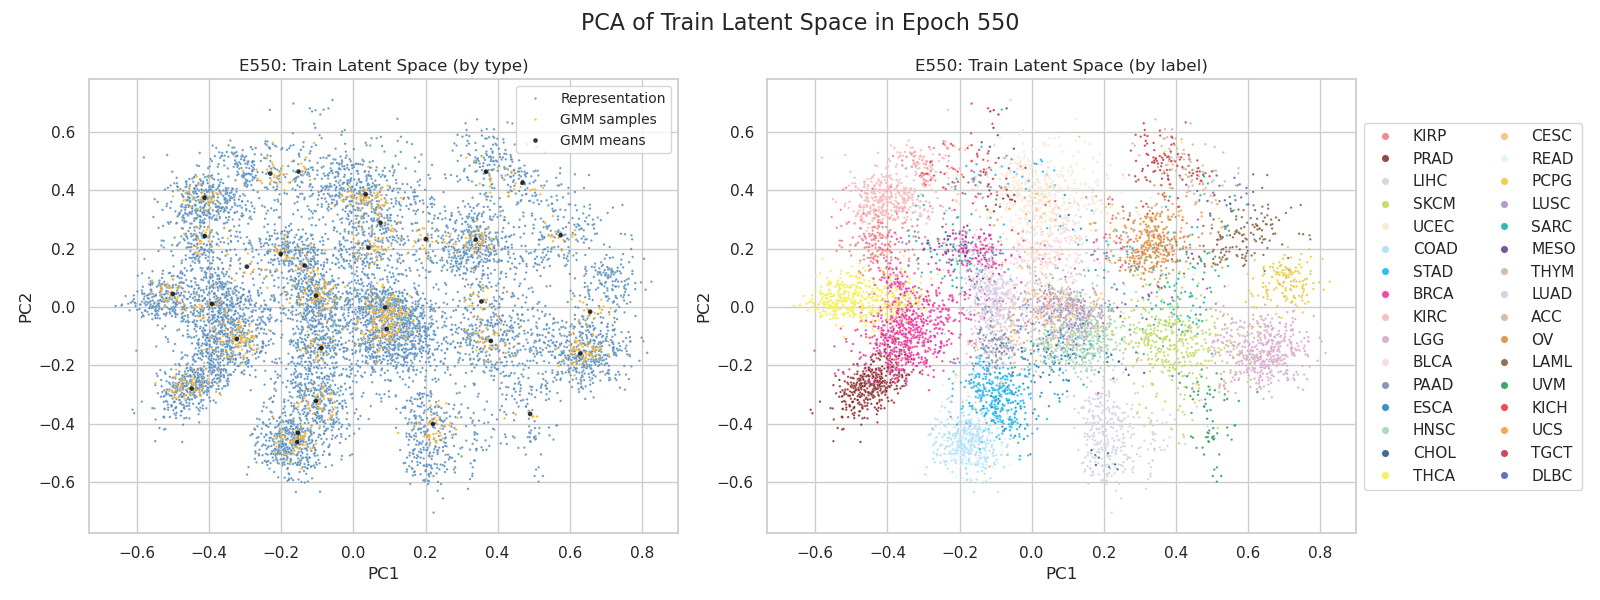 PCA of Train Latent Space in Epoch 550
E550: Train Latent Space (by type)
Representation
GMM samples
GMM means
PC2
0.6
0.4
0.2
0.0
−0.2
−0.4
−0.6
−0.6 −0.4 −0.2 0.0 0.2 0.4 0.6 0.8
PC1
E550: Train Latent Space (by label)
PC2
0.6
0.4
0.2
0.0
−0.2
−0.4
−0.6
−0.6 −0.4 −0.2 0.0 0.2 0.4 0.6 0.8
PC1
KIRP
PRAD
LIHC
SKCM
UCEC
COAD
STAD
BRCA
KIRC
LGG
BLCA
PAAD
ESCA
HNSC
CHOL
THCA
CESC
READ
PCPG
LUSC
SARC
MESO
THYM
LUAD
ACC
OV
LAML
UVM
KICH
UCS
TGCT
DLBC